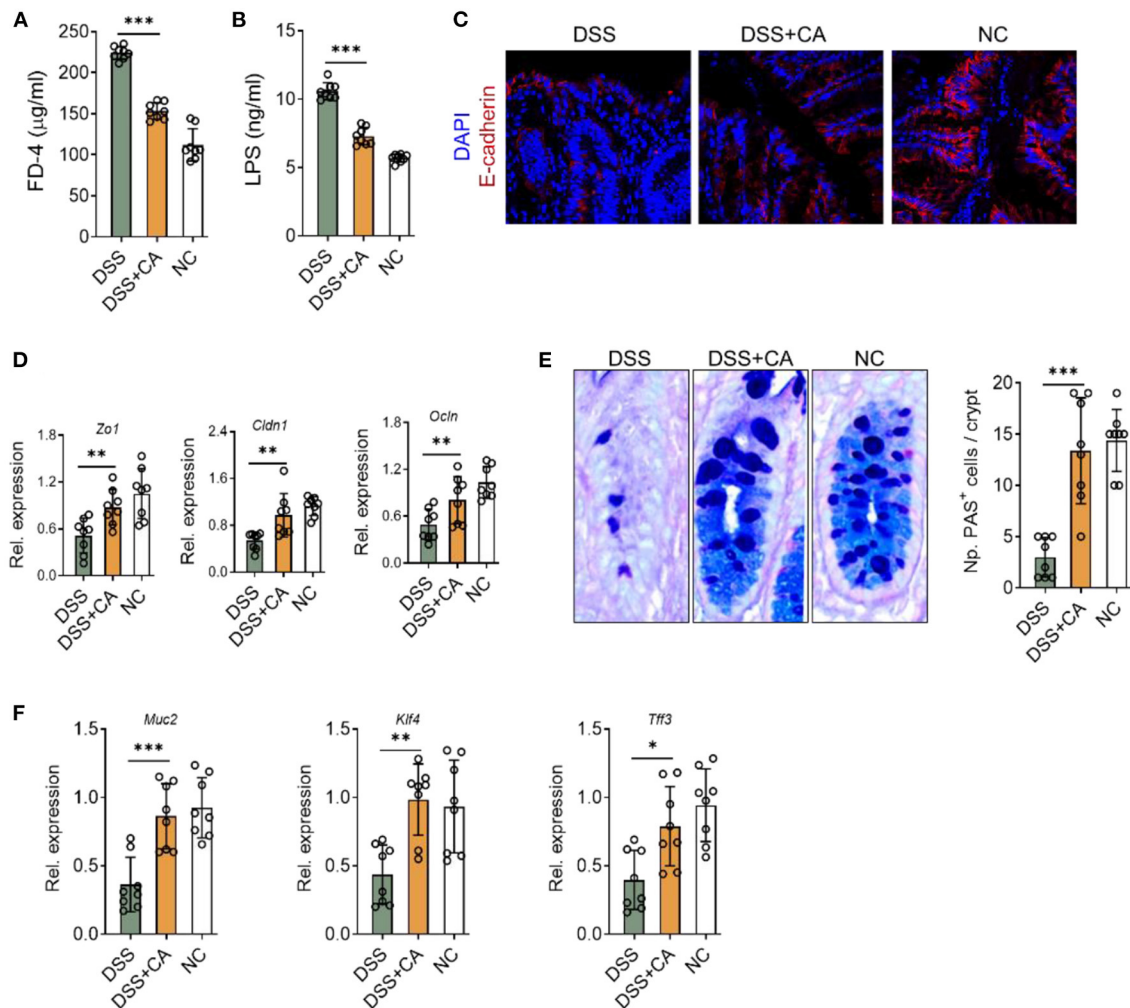 A
***
FD-4 (μg/ml)
250
200
150
100
50
0
DSS
DSS+CA
NC
B
***
LPS (ng/ml)
15
10
5
0
DSS
DSS+CA
NC
C
DSS
DSS+CA
NC
DAPI
E-cadherin
D
Zo1
**
Rel. expression
1.8
1.2
0.6
0.0
DSS
DSS+CA
NC
Cldn1
**
Rel. expression
2.4
1.6
0.8
0.0
DSS
DSS+CA
NC
Ocln
**
Rel. expression
1.8
1.2
0.6
0.0
DSS
DSS+CA
NC
E
DSS
DSS+CA
NC
***
Np. PAS+ cells / crypt
20
15
10
5
0
DSS
DSS+CA
NC
F
Muc2
***
Rel. expression
1.5
1.0
0.5
0.0
DSS
DSS+CA
NC
Klf4
**
Rel. expression
1.5
1.0
0.5
0.0
DSS
DSS+CA
NC
Tff3
*
Rel. expression
1.5
1.0
0.5
0.0
DSS
DSS+CA
NC